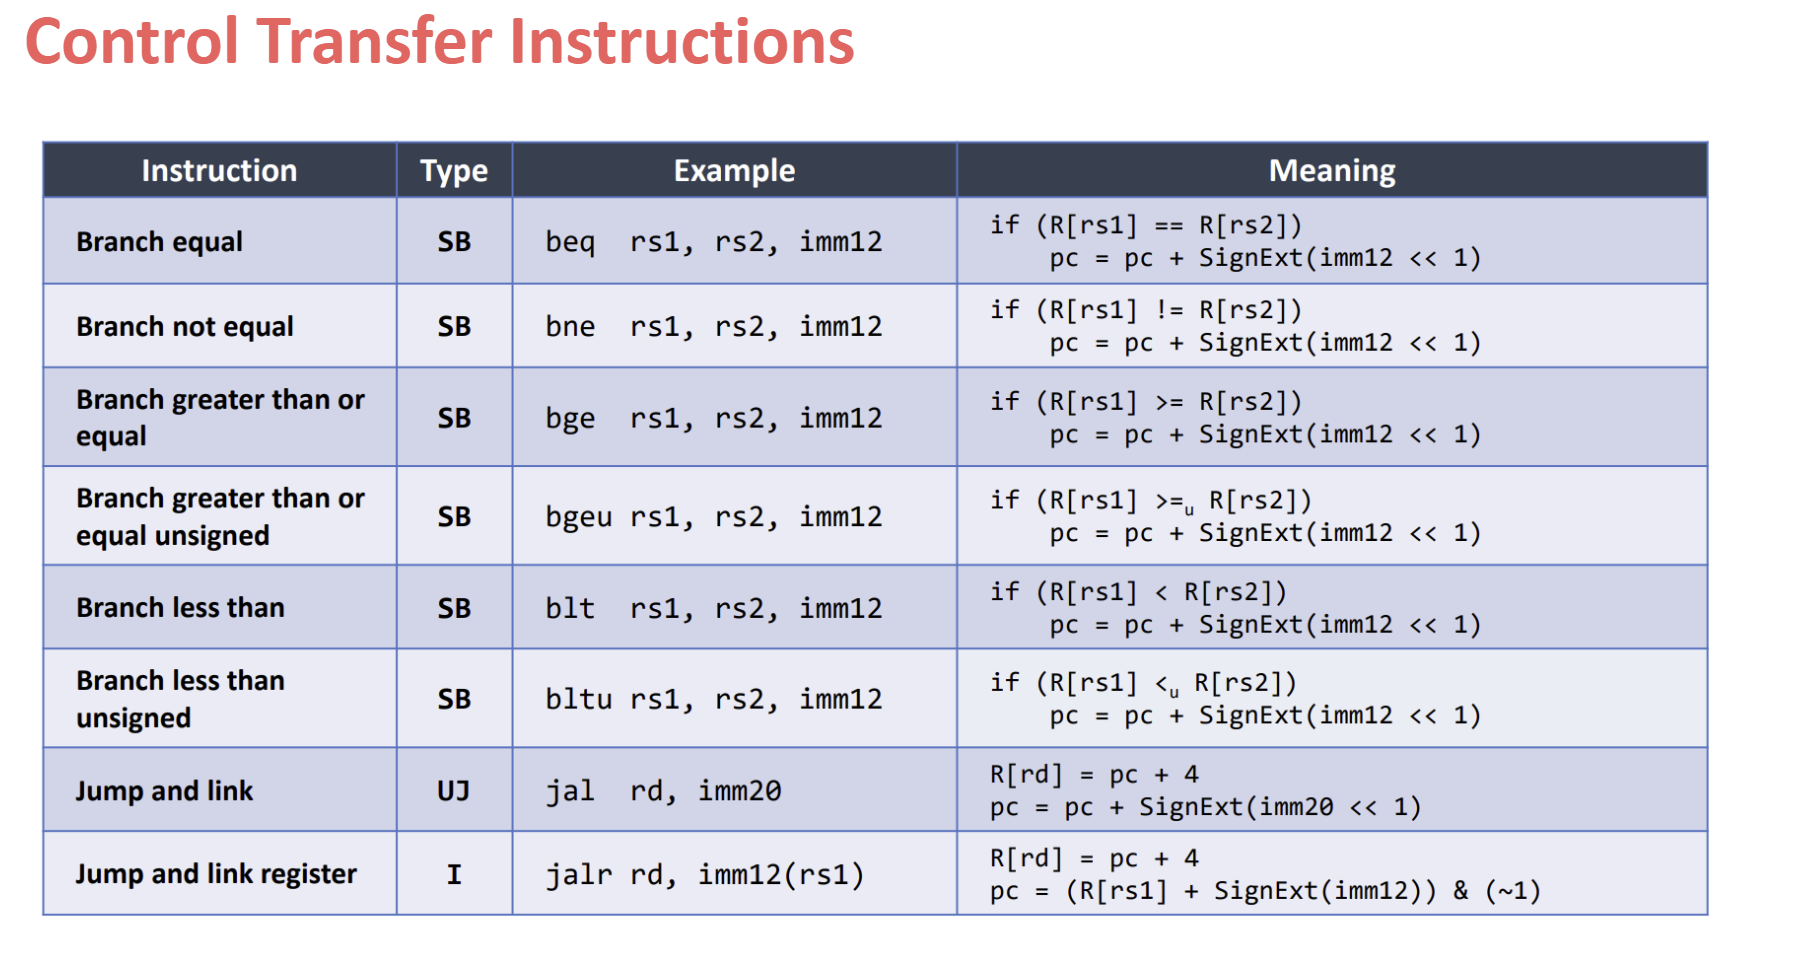 Control Transfer Instructions
Instruction Type Example Meaning
Branch equal SB beq rs1, rs2, imm12 if (R[rs1] == R[rs2])
pc = pc + SignExt(imm12 << 1)
Branch not equal SB bne rs1, rs2, imm12 if (R[rs1] != R[rs2])
pc = pc + SignExt(imm12 << 1)
Branch greater than or
equal SB bge rs1, rs2, imm12 if (R[rs1] >= R[rs2])
pc = pc + SignExt(imm12 << 1)
Branch greater than or
equal unsigned SB bgeu rs1, rs2, imm12 if (R[rs1] >=u R[rs2])
pc = pc + SignExt(imm12 << 1)
Branch less than SB blt rs1, rs2, imm12 if (R[rs1] < R[rs2])
pc = pc + SignExt(imm12 << 1)
Branch less than
unsigned SB bltu rs1, rs2, imm12 if (R[rs1] <u R[rs2])
pc = pc + SignExt(imm12 << 1)
Jump and link UJ jal rd, imm20 R[rd] = pc + 4
pc = pc + SignExt(imm20 << 1)
Jump and link register I jalr rd, imm12(rs1) R[rd] = pc + 4
pc = (R[rs1] + SignExt(imm12)) & (~1)